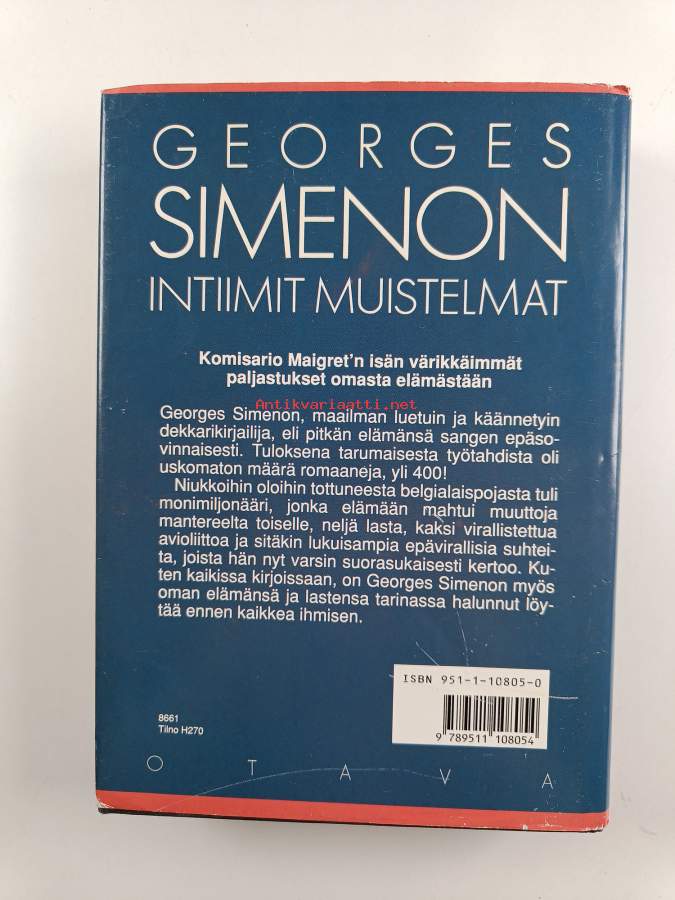 GEORGES
SIMENON
INTIIMIT MUISTELMAT
Komisario Maigret'n isän värikkäimmät
paljastukset omasta elämästään
Antikvariaatti.net
Georges Simenon, maailman luetuin ja käännetyin
dekkarikirjailija, eli pitkän elämänsä sangen epäso-
vinnaisesti. Tuloksena tarumaisesta työtahdista oli
uskomaton määrä romaaneja, yli 400!
Niukkoihin oloihin tottuneesta belgialaispojasta tuli
monimiljonääri, jonka elämään mahtui muuttoja
mantereelta toiselle, neljä lasta, kaksi virallistettua
avioliittoa ja sitäkin lukuisampia epävirallisia suhtei-
ta, joista hän nyt varsin suorasukaisesti kertoo. Ku-
ten kaikissa kirjoissaan, on Georges Simenon myös
oman elämänsä ja lastensa tarinassa halunnut löy-
tää ennen kaikkea ihmisen.
ISBN 951-1-10805-0
9 789511 108054
8661
Tilno H270
OTAVA